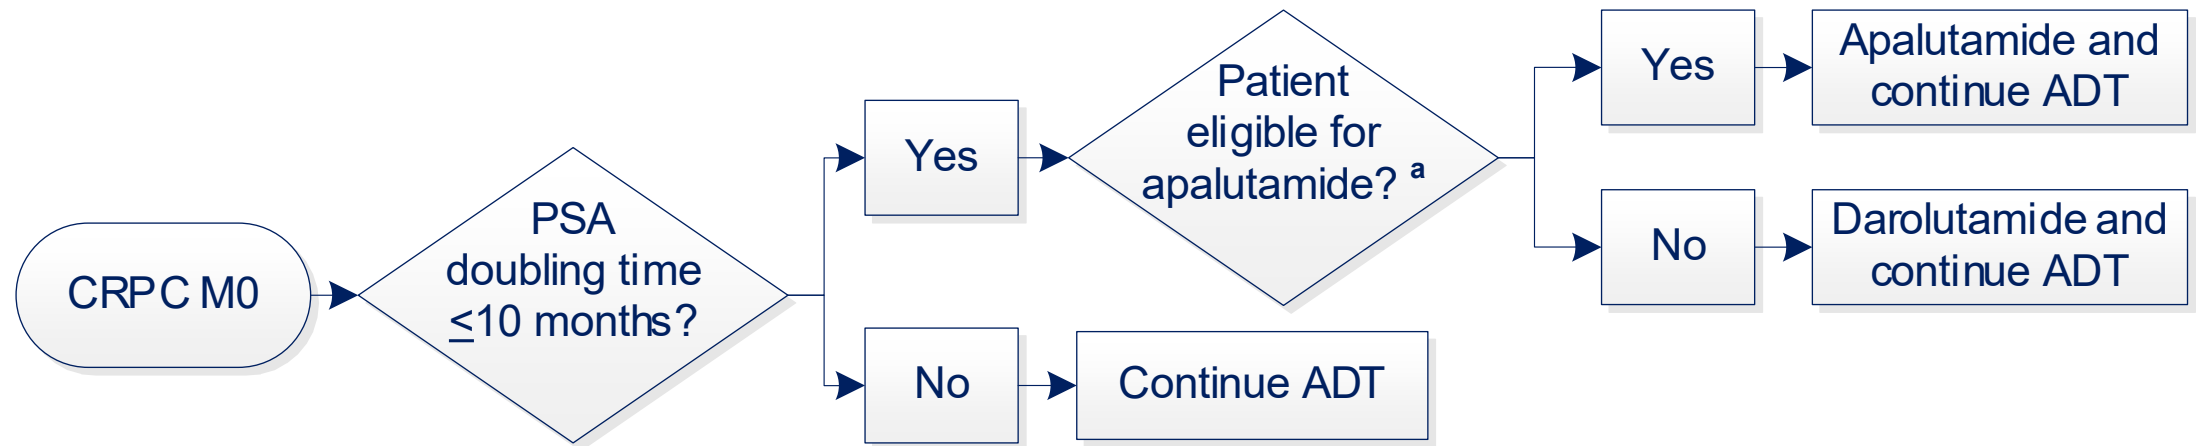 CRPC M0
PSA
doubling time
≤10 months?
Yes
No
Continue ADT
Patient
eligible for
apalutamide? a
Yes
Apalutamide and
continue ADT
No
Darolutamide and
continue ADT